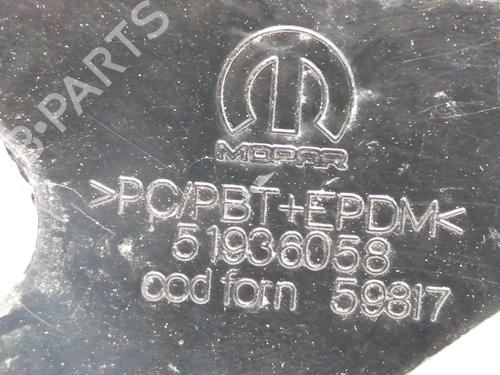 B-PARTS
MOPAR
>PC/PBT+EPDM<
51936058
cod forn 59817